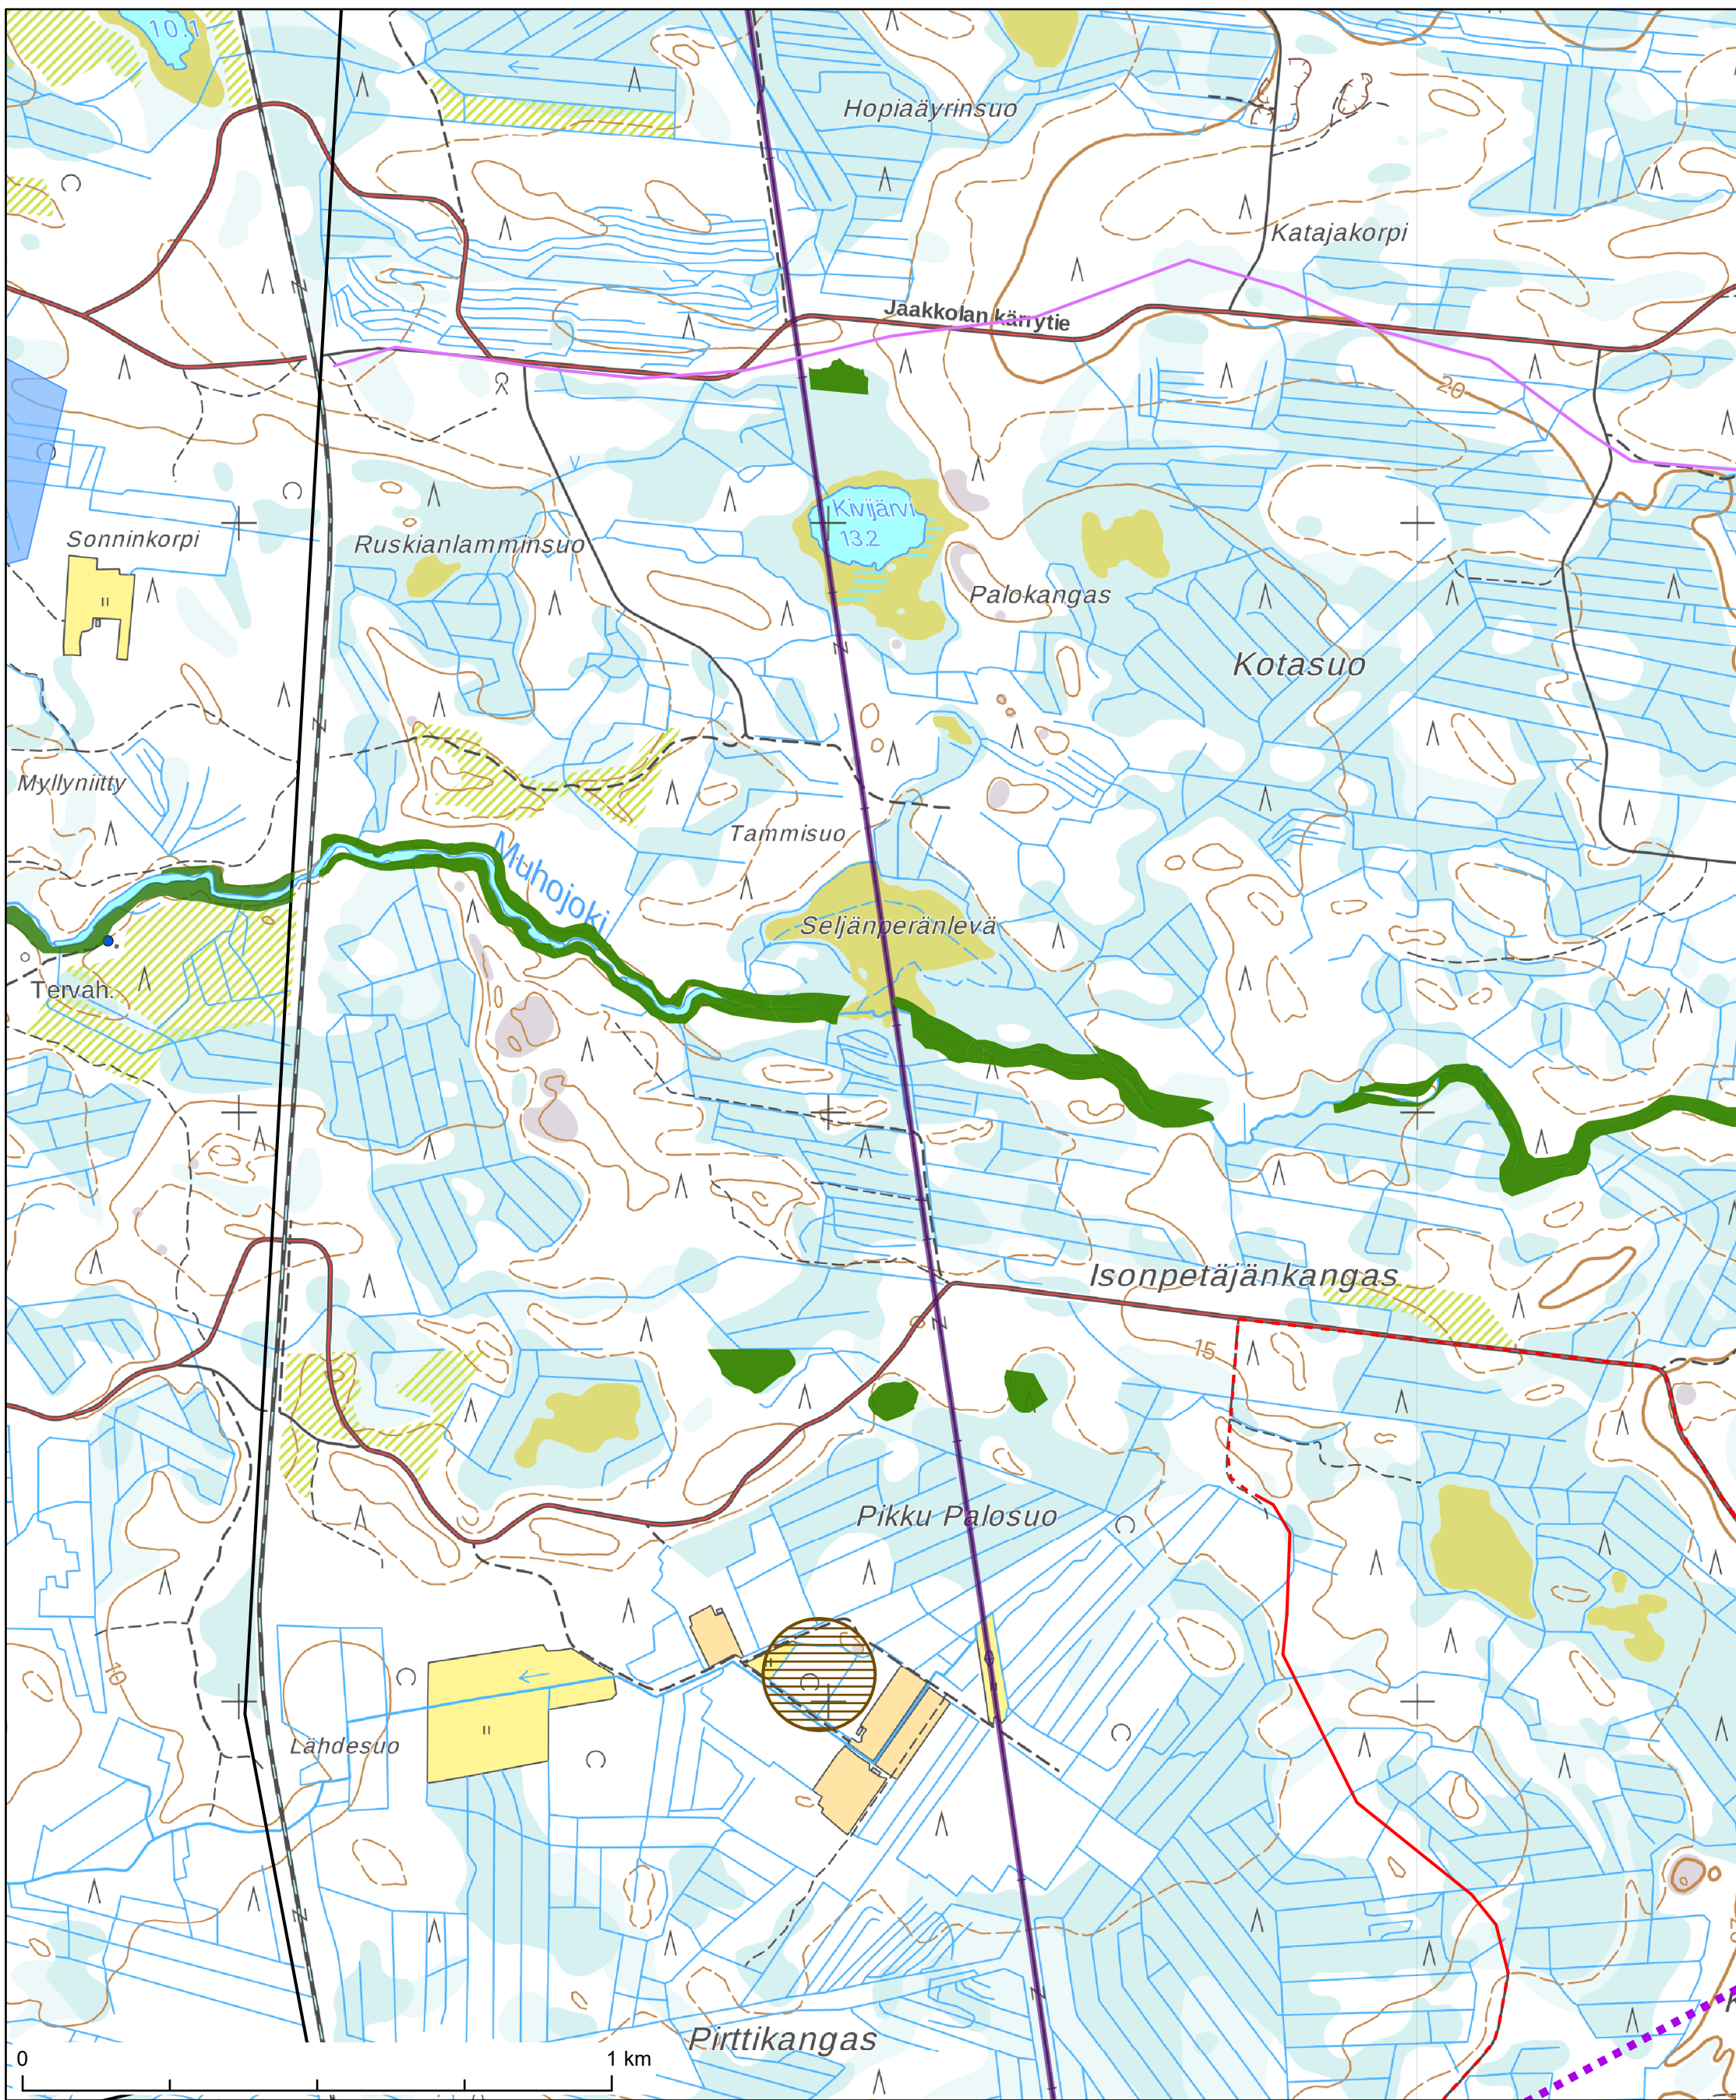 10.1
Hopiaäyrinsuo
Katajakorpi
Jaakkolan kärrytie
20
Kivijärvi
13.2
Sonninkorpi
Ruskianlamminsuo
Palokangas
Kotasuo
Myllyniitty
Tammisuo
Muhojoki
Seljänperänlevä
Tervah.
Isonpetäjänkangas
15
Pikku Palosuo
10
Lähdesuo
Pirttikangas
0
1 km